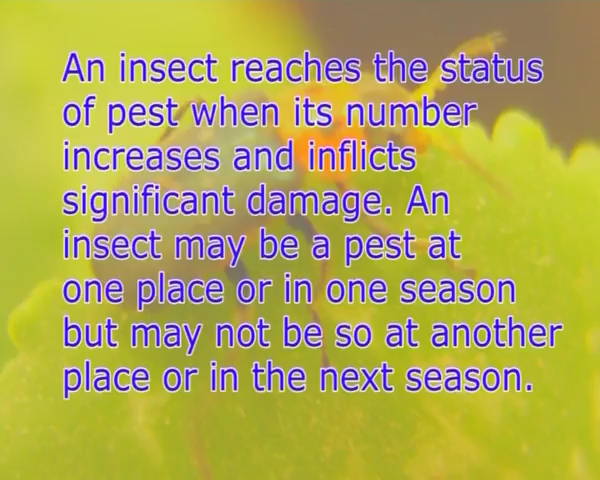 An insect reaches the status
of pest when its number
increases and inflicts
significant damage. An
insect may be a pest at
one place or in one season
but may not be so at another
place or in the next season.